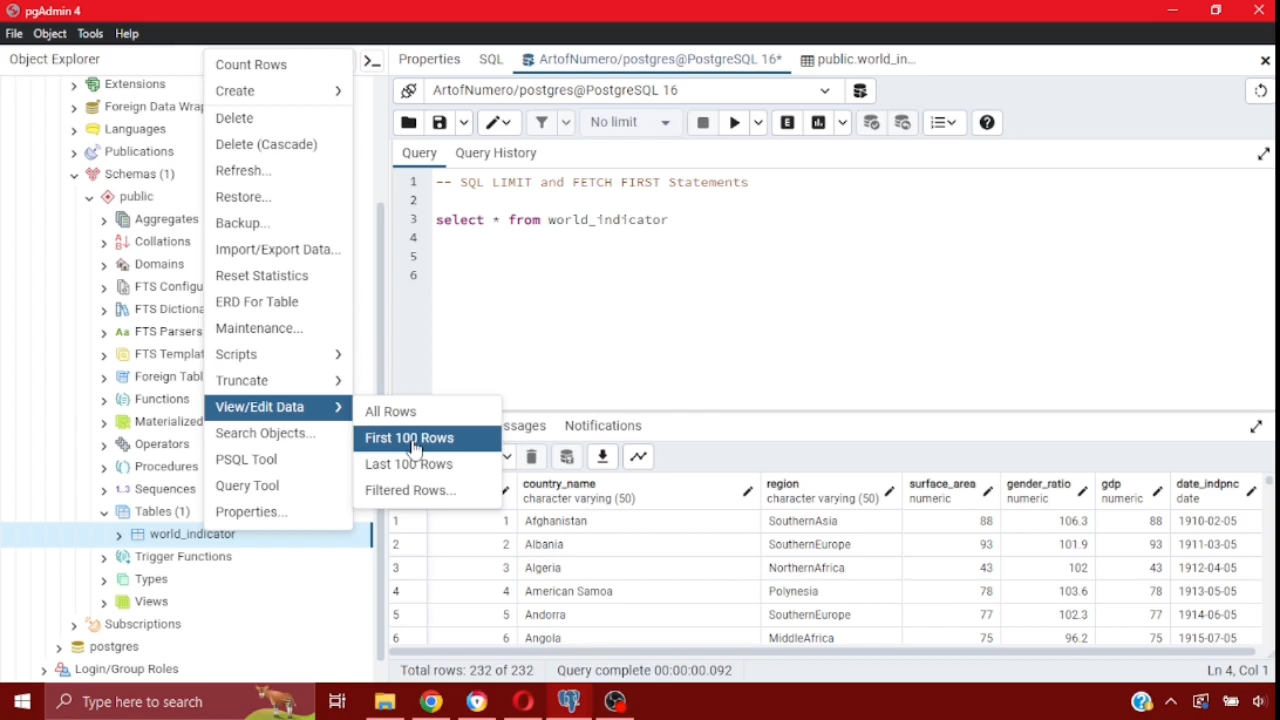 pgAdmin 4
File Object Tools Help
Object Explorer
Extensions
Foreign Data Wrap
Languages
Publications
Schemas (1)
public
Aggregates
Collations
Domains
FTS Configu
FTS Dictiona
Aa FTS Parsers
FTS Templat
Foreign Tabl
Functions
Materialized
Operators
Procedures
1..3 Sequences
Tables (1)
world_indicator
Trigger Functions
Types
Views
Subscriptions
postgres
Login/Group Roles
Count Rows
Create
Delete
Delete (Cascade)
Refresh...
Restore...
Backup...
Import/Export Data...
Reset Statistics
ERD For Table
Maintenance...
Scripts
Truncate
View/Edit Data
Search Objects...
PSQL Tool
Query Tool
Properties...
All Rows
First 100 Rows
Last 100 Rows
Filtered Rows...
Properties SQL ArtofNumero/postgres@PostgreSQL 16* public.world_in...
ArtofNumero/postgres@PostgreSQL 16
No limit
Query Query History
1 -- SQL LIMIT and FETCH FIRST Statements
2
3 select * from world_indicator
4
5
6
ssages Notifications
country_name region surface_area gender_ratio gdp date_indpnc
character varying (50) character varying (50) numeric numeric numeric date
1 1 Afghanistan SouthernAsia 88 106.3 88 1910-02-05
2 2 Albania SouthernEurope 93 101.9 93 1911-03-05
3 3 Algeria NorthernAfrica 43 102 43 1912-04-05
4 4 American Samoa Polynesia 78 103.6 78 1913-05-05
5 5 Andorra SouthernEurope 77 102.3 77 1914-06-05
6 6 Angola MiddleAfrica 75 96.2 75 1915-07-05
Total rows: 232 of 232 Query complete 00:00:00.092 Ln 4, Col 1
Type here to search